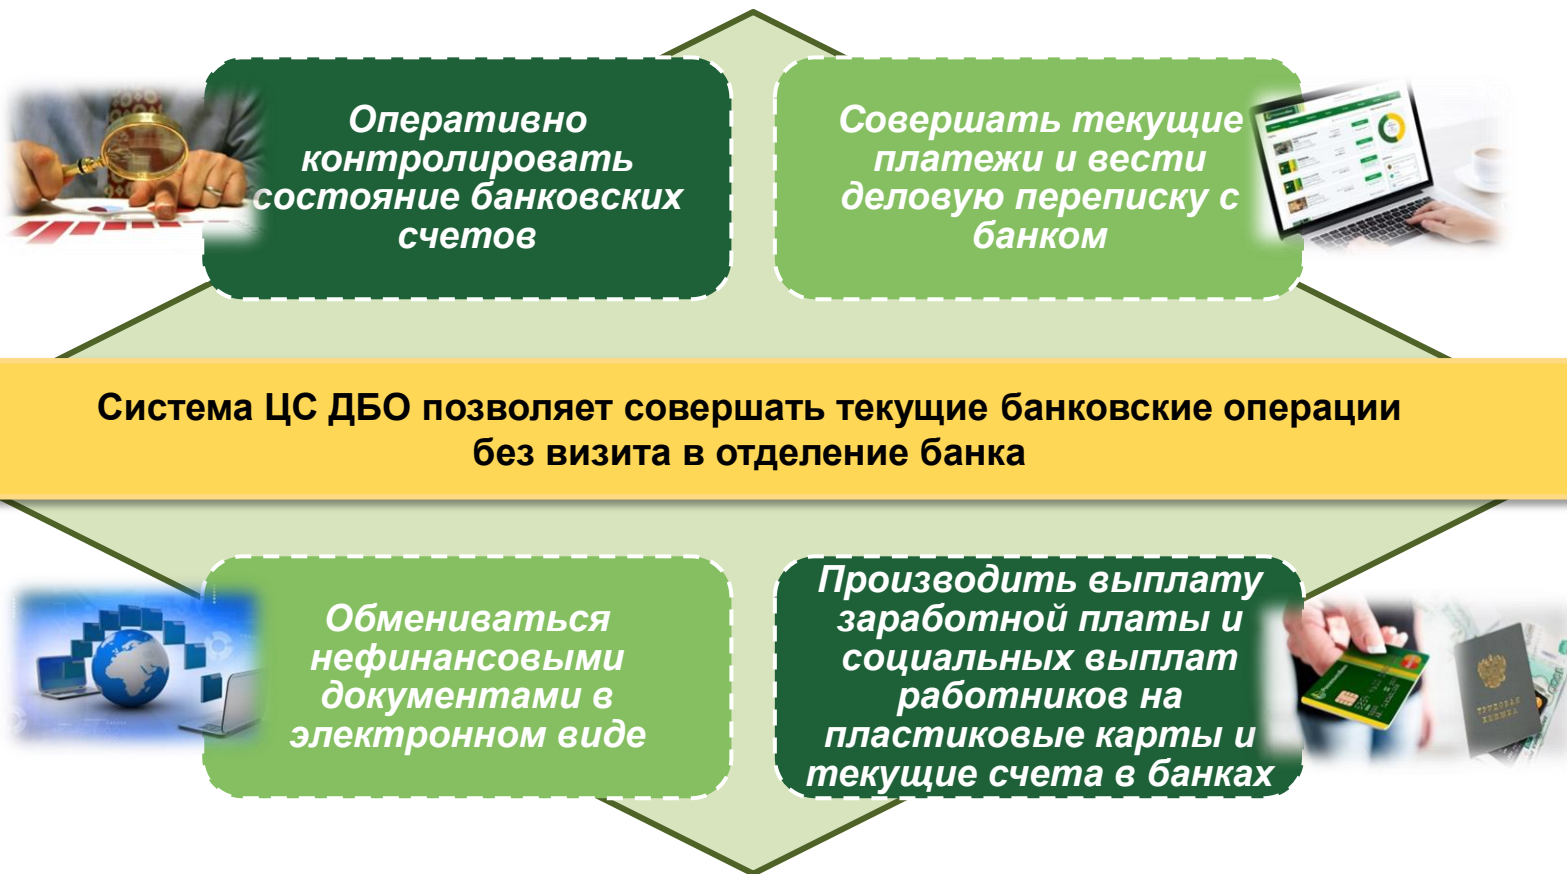 Оперативно
контролировать
состояние банковских
счетов
Совершать текущие
платежи и вести
деловую переписку с
банком
Система ЦС ДБО позволяет совершать текущие банковские операции
без визита в отделение банка
Обмениваться
нефинансовыми
документами в
электронном виде
Производить выплату
заработной платы и
социальных выплат
работников на
пластиковые карты и
текущие счета в банках
ТРУДОВАЯ
КНИЖКА